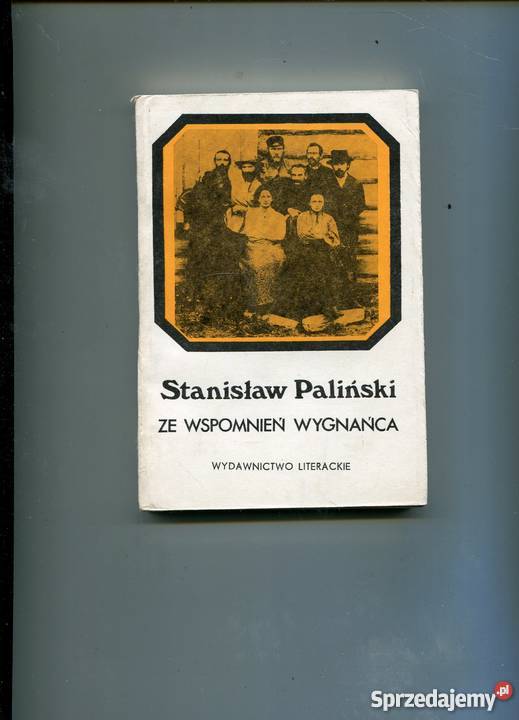 Stanisław Paliński
ZE WSPOMNIEŃ WYGNAŃCA
WYDAWNICTWO LITERACKIE
Sprzedajemy.pl